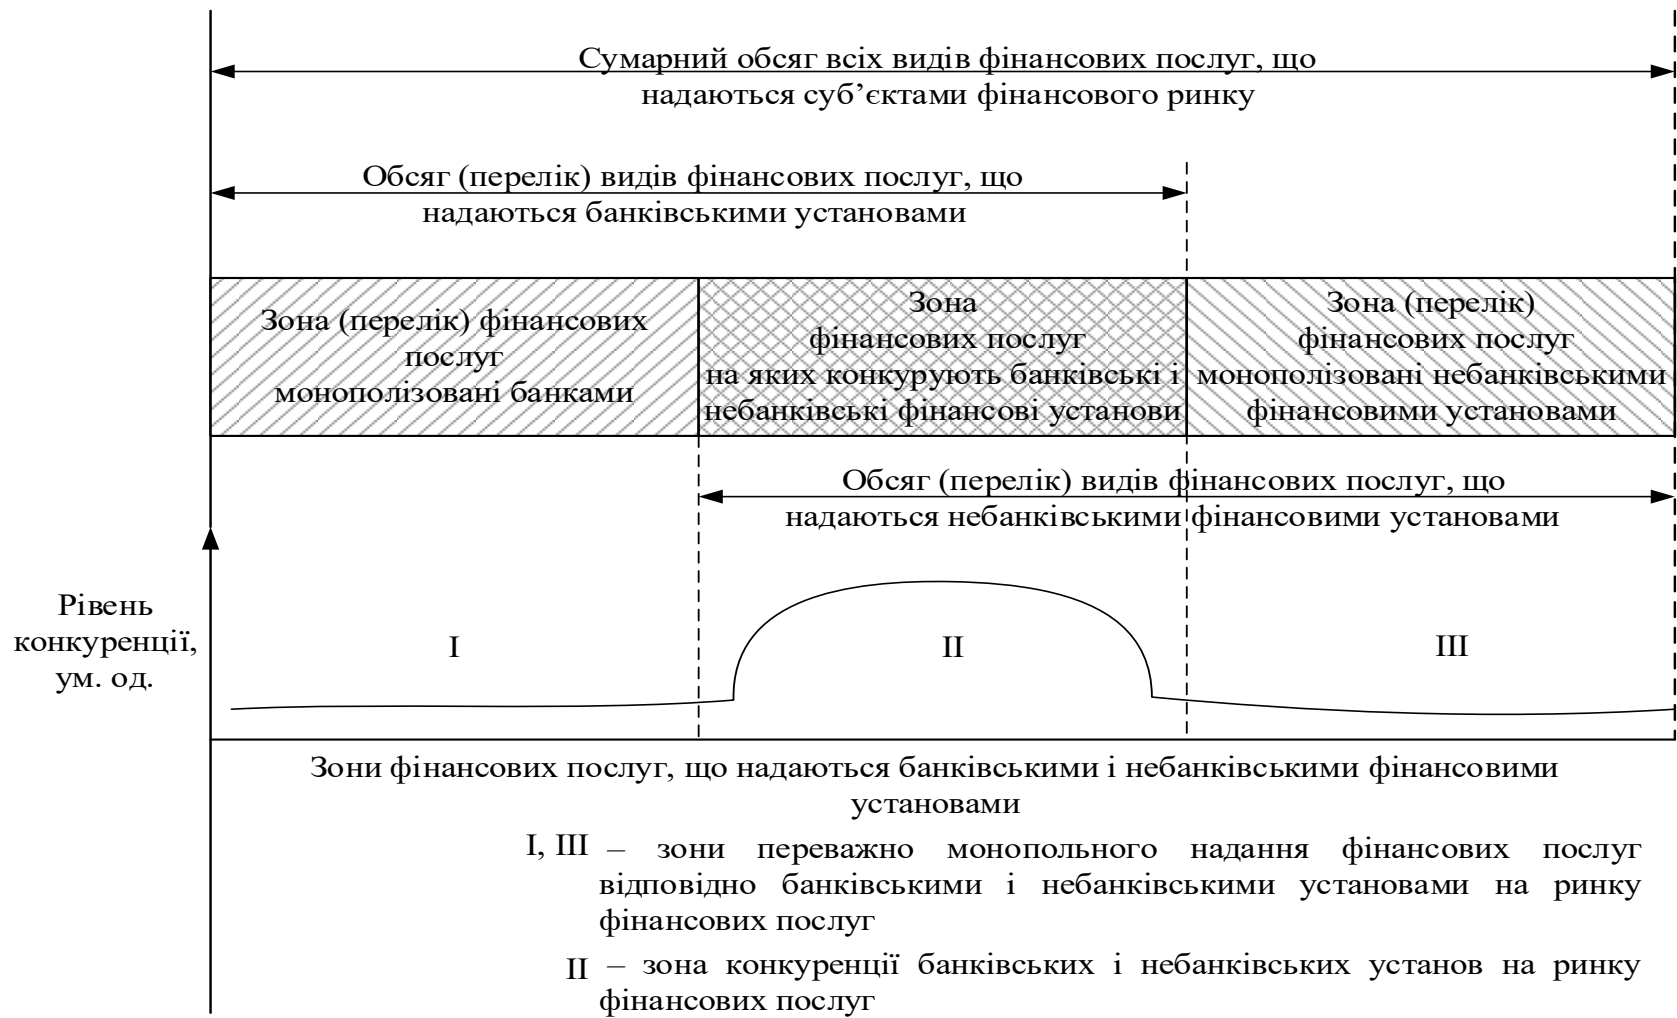 Сумарний обсяг всіх видів фінансових послуг, що
надаються суб’єктами фінансового ринку
Обсяг (перелік) видів фінансових послуг, що
надаються банківськими установами
Зона (перелік) фінансових
послуг
монополізовані банками
Зона
фінансових послуг
на яких конкурують банківські і
небанківські фінансові установи
Зона (перелік)
фінансових послуг
монополізовані небанківськими
фінансовими установами
Обсяг (перелік) видів фінансових послуг, що
надаються небанківськими фінансовими установами
Рівень
конкуренції,
ум. од.
I
II
III
Зони фінансових послуг, що надаються банківськими і небанківськими фінансовими
установами
I, III – зони переважно монопольного надання фінансових послуг
відповідно банківськими і небанківськими установами на ринку
фінансових послуг
II – зона конкуренції банківських і небанківських установ на ринку
фінансових послуг